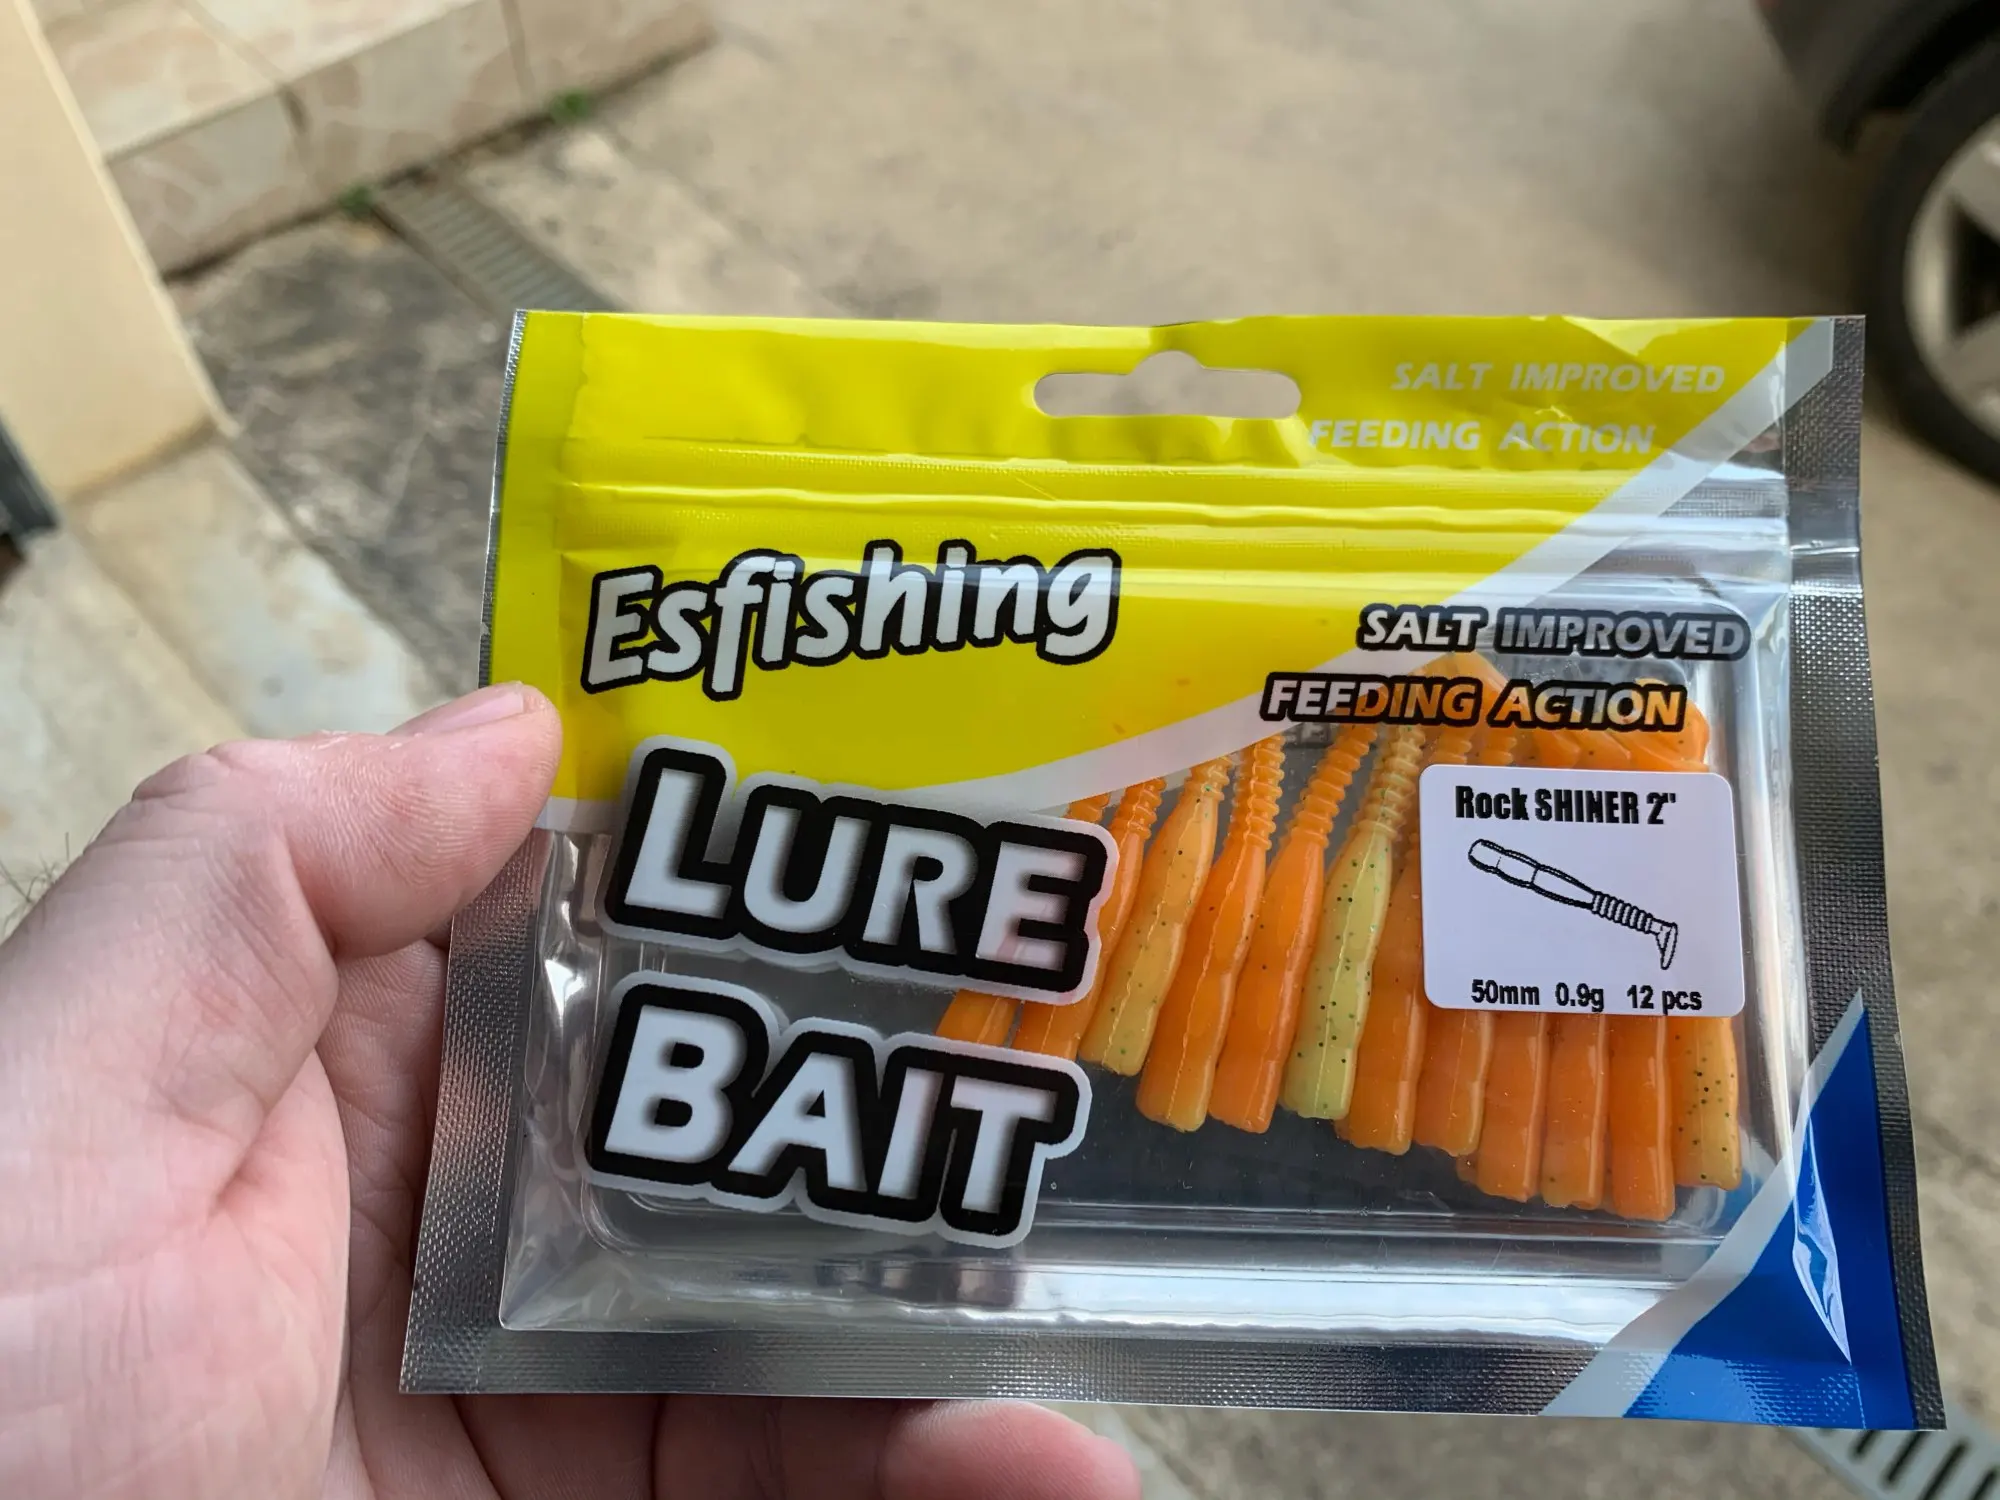 SALT IMPROVED
FEEDING ACTION
Esfishing
SALT IMPROVED
FEEDING ACTION
LURE
BAIT
Rock SHINER 2"
50mm 0.9g 12 pcs